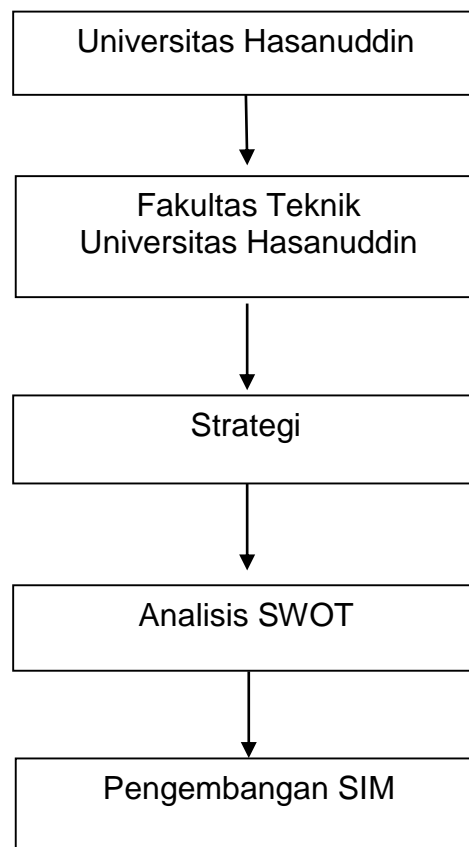 Universitas Hasanuddin
Fakultas Teknik
Universitas Hasanuddin
Strategi
Analisis SWOT
Pengembangan SIM